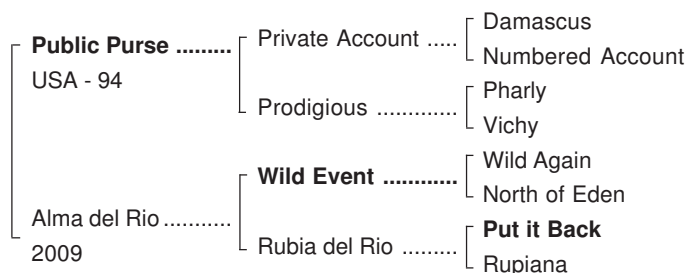 Damascus
Private Account .....
Numbered Account
Public Purse .........
USA - 94
Pharly
Prodigious .............
Vichy
Wild Again
Wild Event ............
North of Eden
Alma del Rio ...........
2009
Put it Back
Rubia del Rio .........
Rupiana